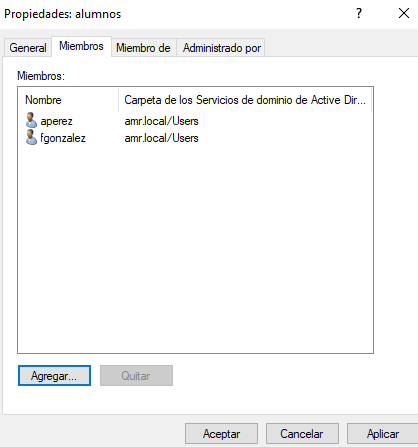 Propiedades: alumnos
? ×
General Miembros Miembro de Administrado por
Miembros:
Nombre Carpeta de los Servicios de dominio de Active Dir...
aperez amr.local/Users
fgonzalez amr.local/Users
Agregar... Quitar
Aceptar Cancelar Aplicar